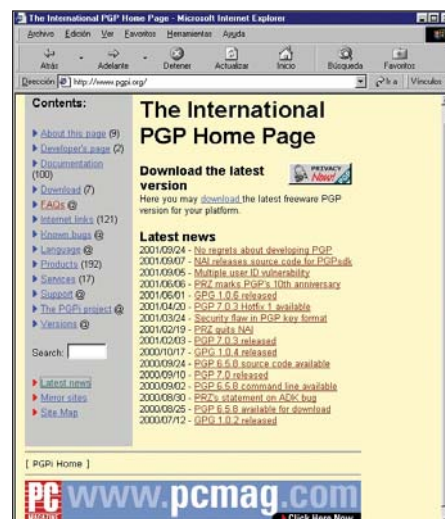 The International PGP Home Page - Microsoft Internet Explorer
Archivo Edición Ver Favoritos Herramientas Ayuda
Atrás Adelante Detener Actualizar Inicio Búsqueda Favoritos
Dirección http://www.pgpi.org/ Ir a Vínculos
Contents:
About this page (9)
Developer's page (2)
Documentation
(100)
Download (7)
FAQs @
Internet links (121)
Known bugs @
Language @
Products (192)
Services (17)
Support @
The PGPi project @
Versions @
Search:
Latest news
Mirror sites
Site Map
The International
PGP Home Page
Download the latest
version
PRIVACY
Now!
Here you may download the latest freeware PGP
version for your platform.
Latest news
2001/09/24 - No regrets about developing PGP
2001/09/07 - NAI releases source code for PGPsdk
2001/09/05 - Multiple user ID vulnerability
2001/06/06 - PRZ marks PGP's 10th anniversary
2001/06/01 - GPG 1.0.6 released
2001/04/20 - PGP 7.0.3 Hotfix 1 available
2001/03/24 - Security flaw in PGP key format
2001/02/19 - PRZ quits NAI
2001/02/03 - PGP 7.0.3 released
2000/10/17 - GPG 1.0.4 released
2000/09/24 - PGP 6.5.8 source code available
2000/09/10 - PGP 7.0 released
2000/09/02 - PGP 6.5.8 command line available
2000/08/30 - PRZ's statement on ADK bug
2000/08/25 - PGP 6.5.8 available for download
2000/07/12 - GPG 1.0.2 released
[ PGPi Home ]
PC
MAGAZINE
www.pcmag.com
Click Here Now